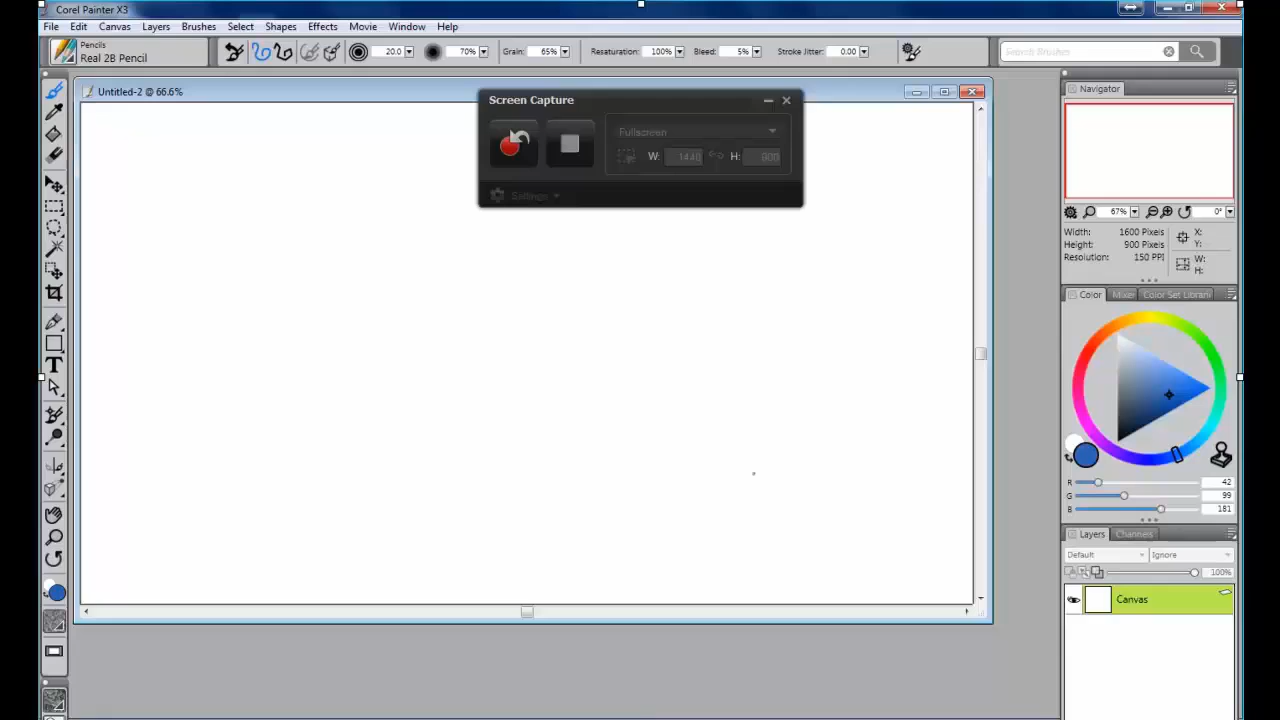 Corel Painter X3
File Edit Canvas Layers Brushes Select Shapes Effects Movie Window Help
Pencils
Real 2B Pencil
20.0 70% Grain: 65% Resaturation: 100% Bleed: 5% Stroke Jitter: 0.00 Search Brushes
Untitled-2 @ 66.6%
Screen Capture
Fullscreen
W: 1440 H: 900
Settings
Navigator
67% 0°
Width: 1600 Pixels X:
Height: 900 Pixels Y:
Resolution: 150 PPI W:
H:
Color Mixer Color Set Librari
R 42
G 99
B 181
Layers Channels
Default Ignore
100%
Canvas
T